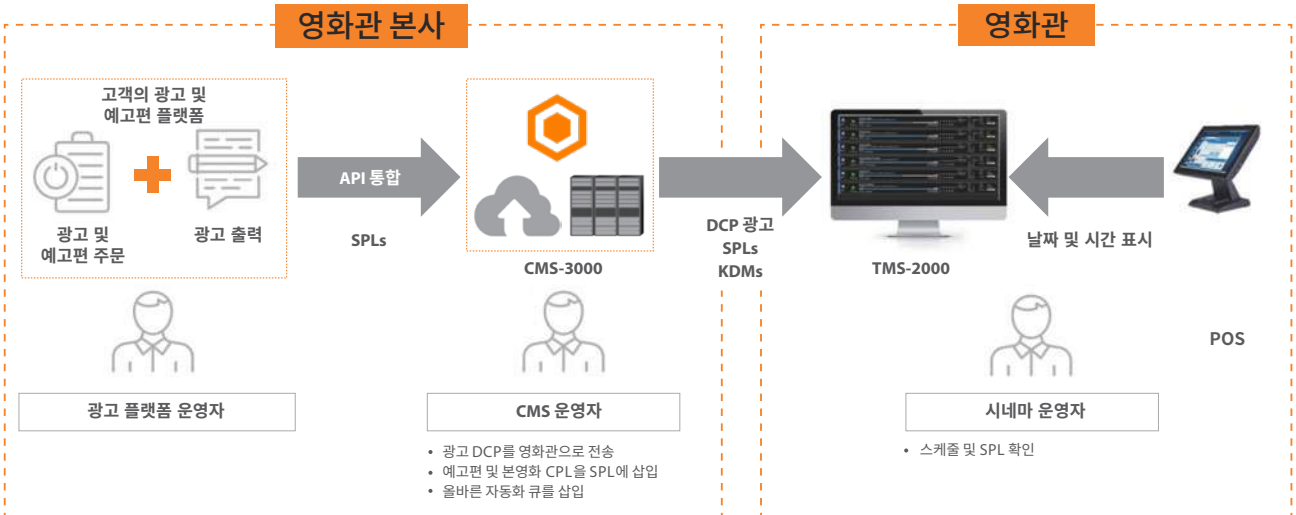 영화관 본사
영화관
고객의 광고 및
예고편 플랫폼
광고 및
예고편 주문
광고 출력
API 통합
SPLs
CMS-3000
DCP 광고
SPLs
KDMs
TMS-2000
날짜 및 시간 표시
POS
광고 플랫폼 운영자
CMS 운영자
• 광고 DCP를 영화관으로 전송
• 예고편 및 본영화 CPL을 SPL에 삽입
• 올바른 자동화 큐를 삽입
시네마 운영자
• 스케줄 및 SPL 확인